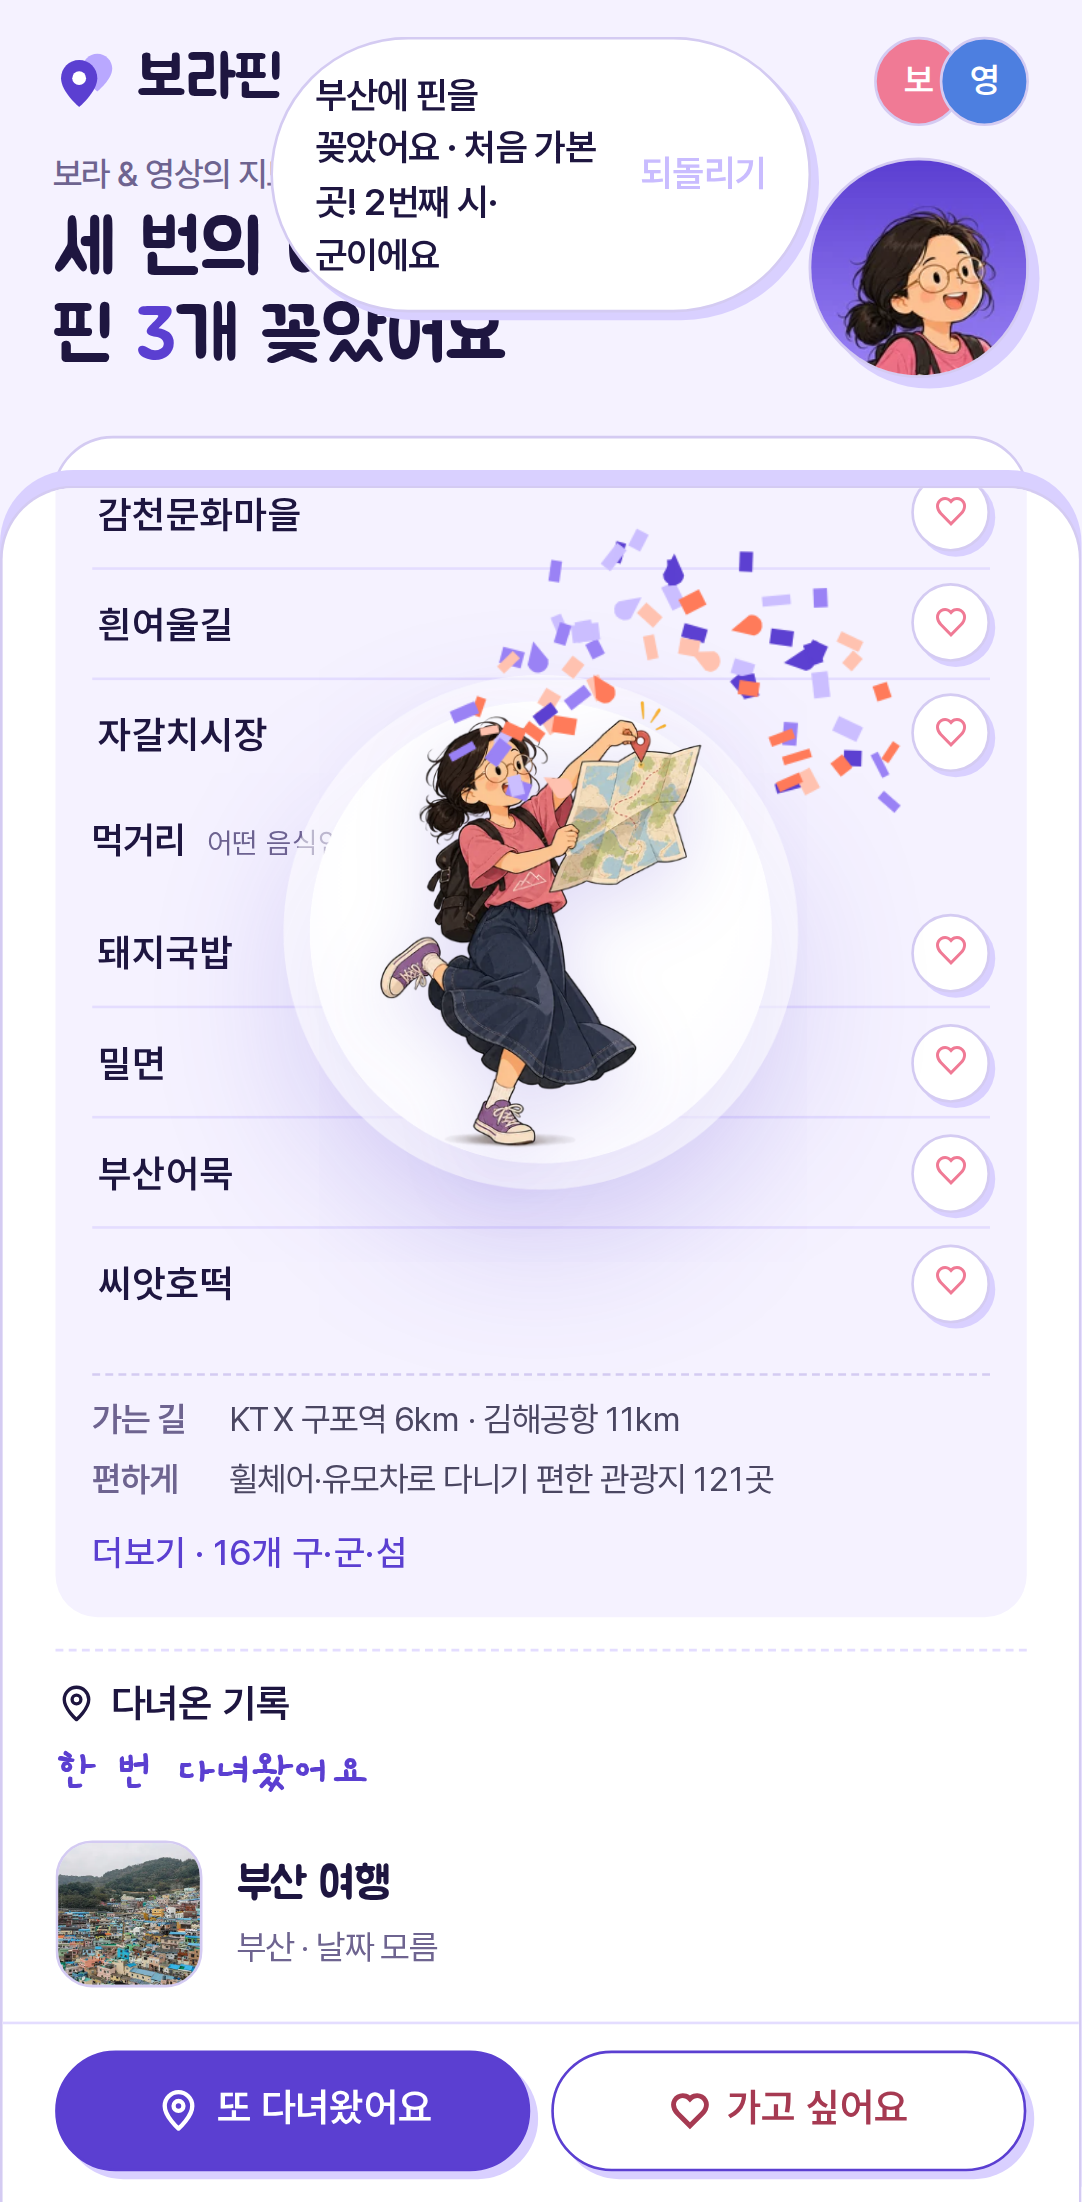 보라핀
보 영
부산에 핀을
꽂았어요 · 처음 가본
곳! 2번째 시·
군이에요
되돌리기
보라 & 영상의
세 번의
핀 3개 꽂았어요
감천문화마을
흰여울길
자갈치시장
먹거리 어떤
돼지국밥
밀면
부산어묵
씨앗호떡
가는 길 KTX 구포역 6km · 김해공항 11km
편하게 휠체어·유모차로 다니기 편한 관광지 121곳
더보기 · 16개 구·군·섬
다녀온 기록
한 번 다녀왔어요
부산 여행
부산 · 날짜 모름
또 다녀왔어요
가고 싶어요